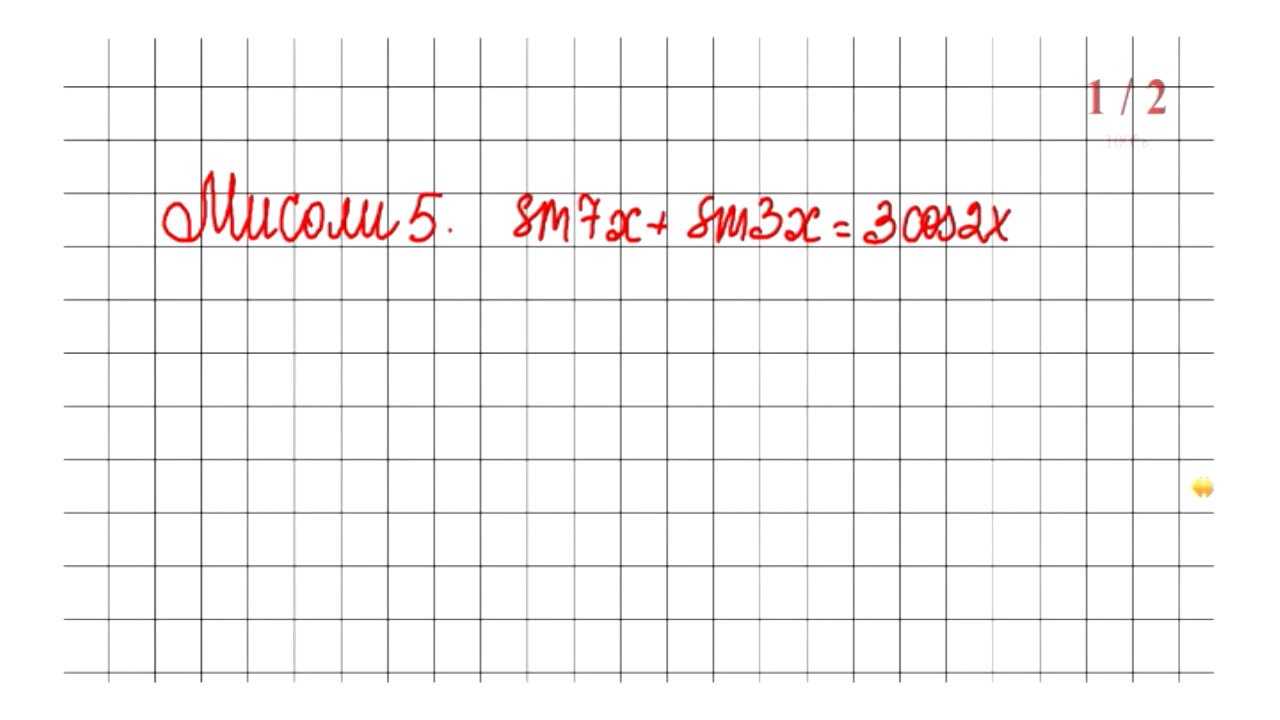 1 / 2
Мисоли 5. sin7x + sin3x = 3cos2x